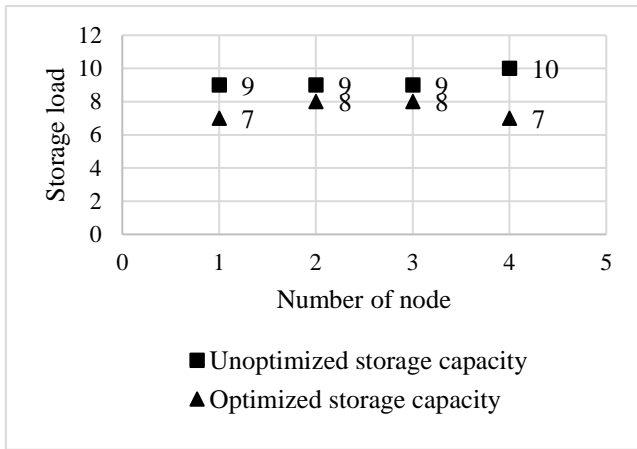 12
10
8
6
4
2
0
Storage load
9 9 9 10
7 8 8 7
0 1 2 3 4 5
Number of node
Unoptimized storage capacity
Optimized storage capacity